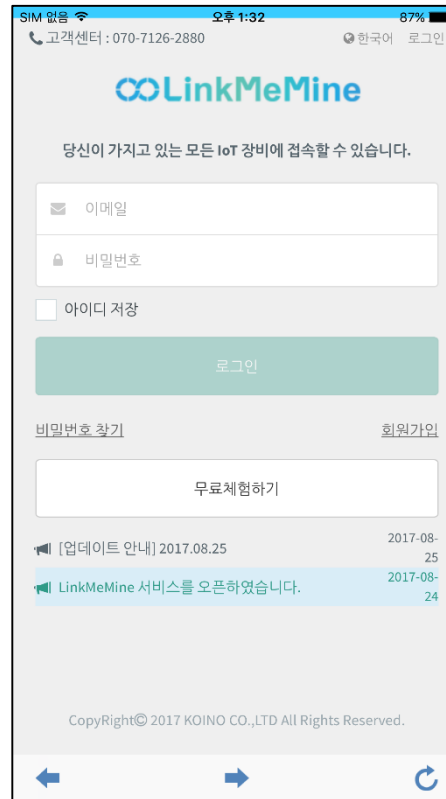 SIM 없음 오후 1:32 87%
고객센터 : 070-7126-2880 한국어 로그인
LinkMeMine
당신이 가지고 있는 모든 IoT 장비에 접속할 수 있습니다.
이메일
비밀번호
아이디 저장
로그인
비밀번호 찾기 회원가입
무료체험하기
[업데이트 안내] 2017.08.25 2017-08-
25
LinkMeMine 서비스를 오픈하였습니다. 2017-08-
24
CopyRight© 2017 KOINO CO.,LTD All Rights Reserved.